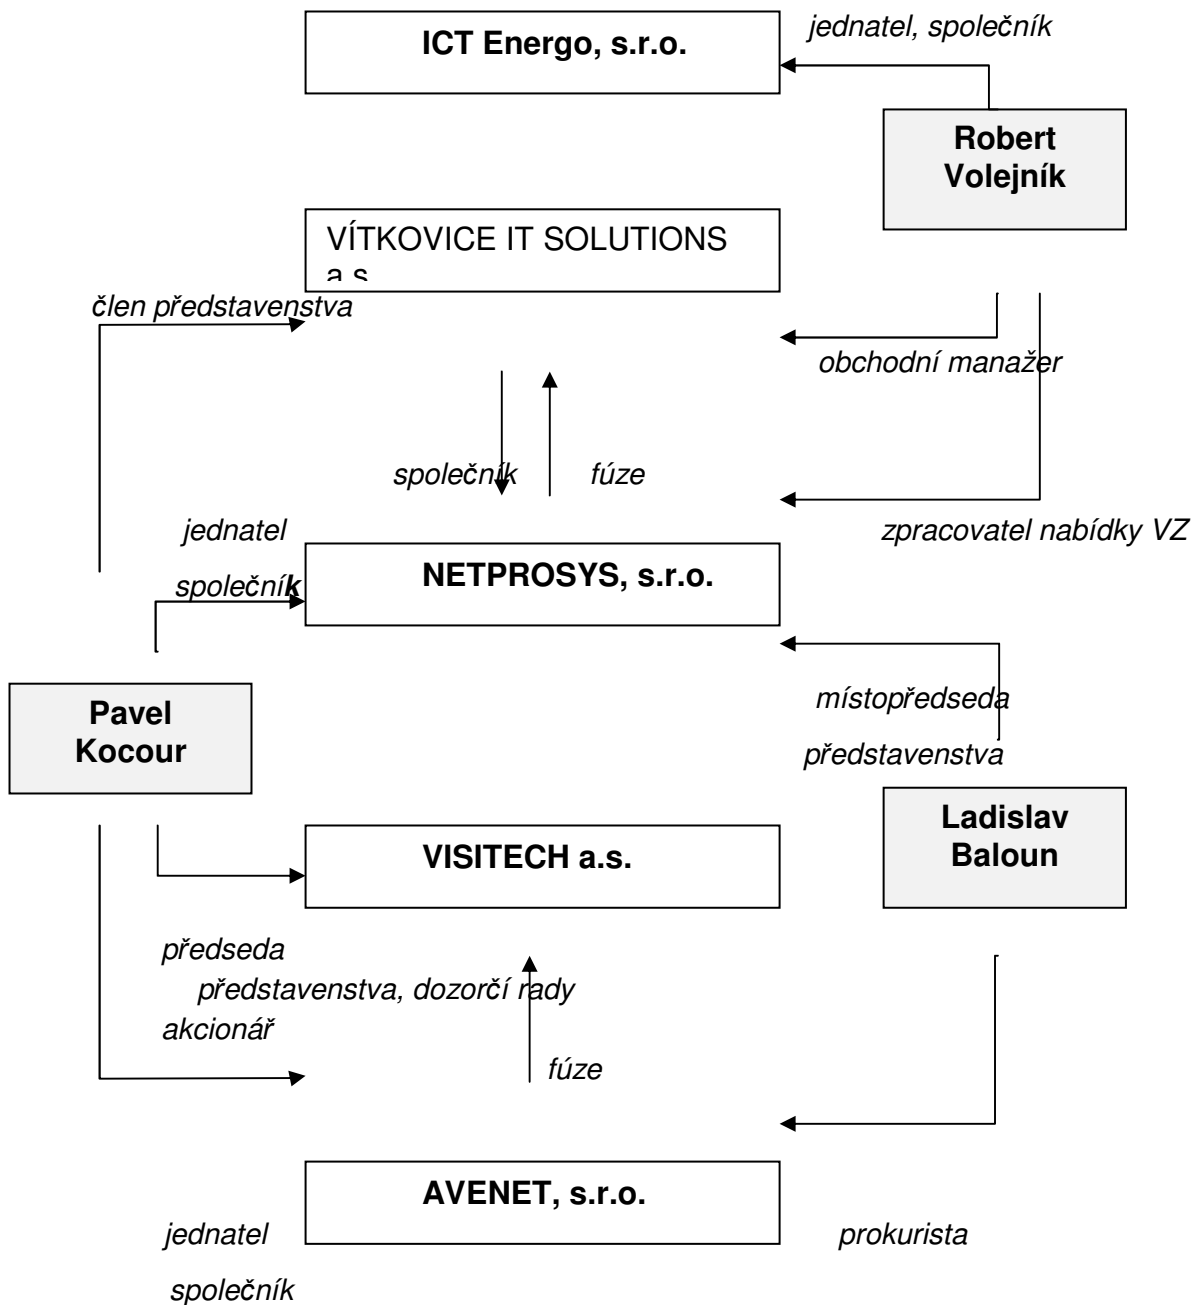 jednatel, společník
ICT Energo, s.r.o.
Robert
Volejník
VÍTKOVICE IT SOLUTIONS
a.s.
člen představenstva
obchodní manažer
společník
fúze
jednatel
zpracovatel nabídky VZ
společník
NETPROSYS, s.r.o.
místopředseda
představenstva
Pavel
Kocour
Ladislav
Baloun
VISITECH a.s.
předseda
představenstva, dozorčí rady
akcionář
fúze
AVENET, s.r.o.
jednatel
prokurista
společník